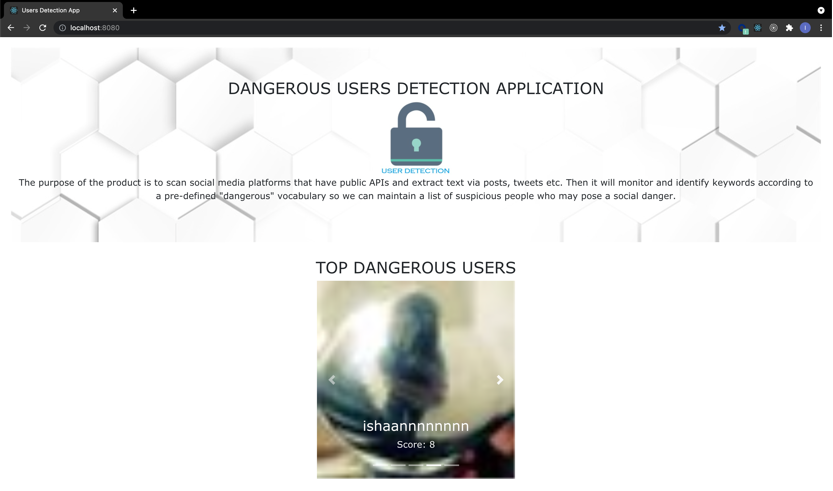 Users Detection App
localhost:8080
DANGEROUS USERS DETECTION APPLICATION
USER DETECTION
The purpose of the product is to scan social media platforms that have public APIs and extract text via posts, tweets etc. Then it will monitor and identify keywords according to
a pre-defined "dangerous" vocabulary so we can maintain a list of suspicious people who may pose a social danger.
TOP DANGEROUS USERS
ishaannnnnnnn
Score: 8